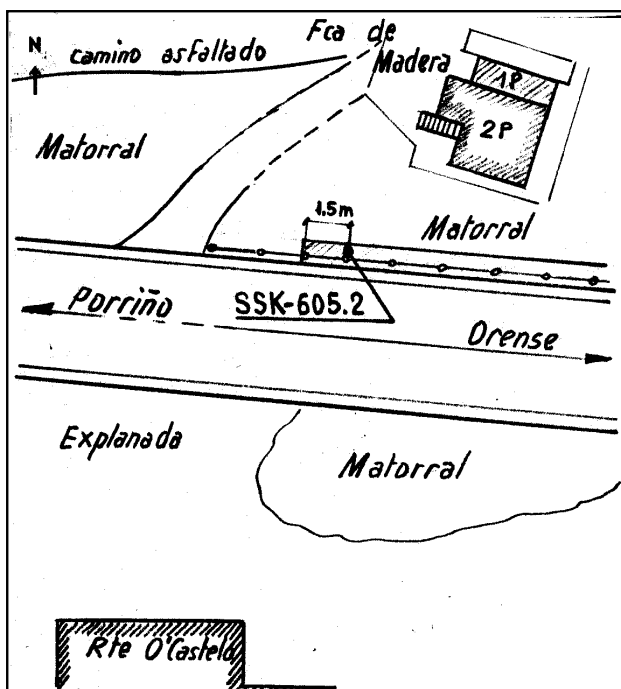 N
camino asfaltado
Fca de
Madera
1P
2P
Matorral
1.5m
Matorral
Porriño
SSK-605.2
Orense
Explanada
Matorral
Rte O'Castelo